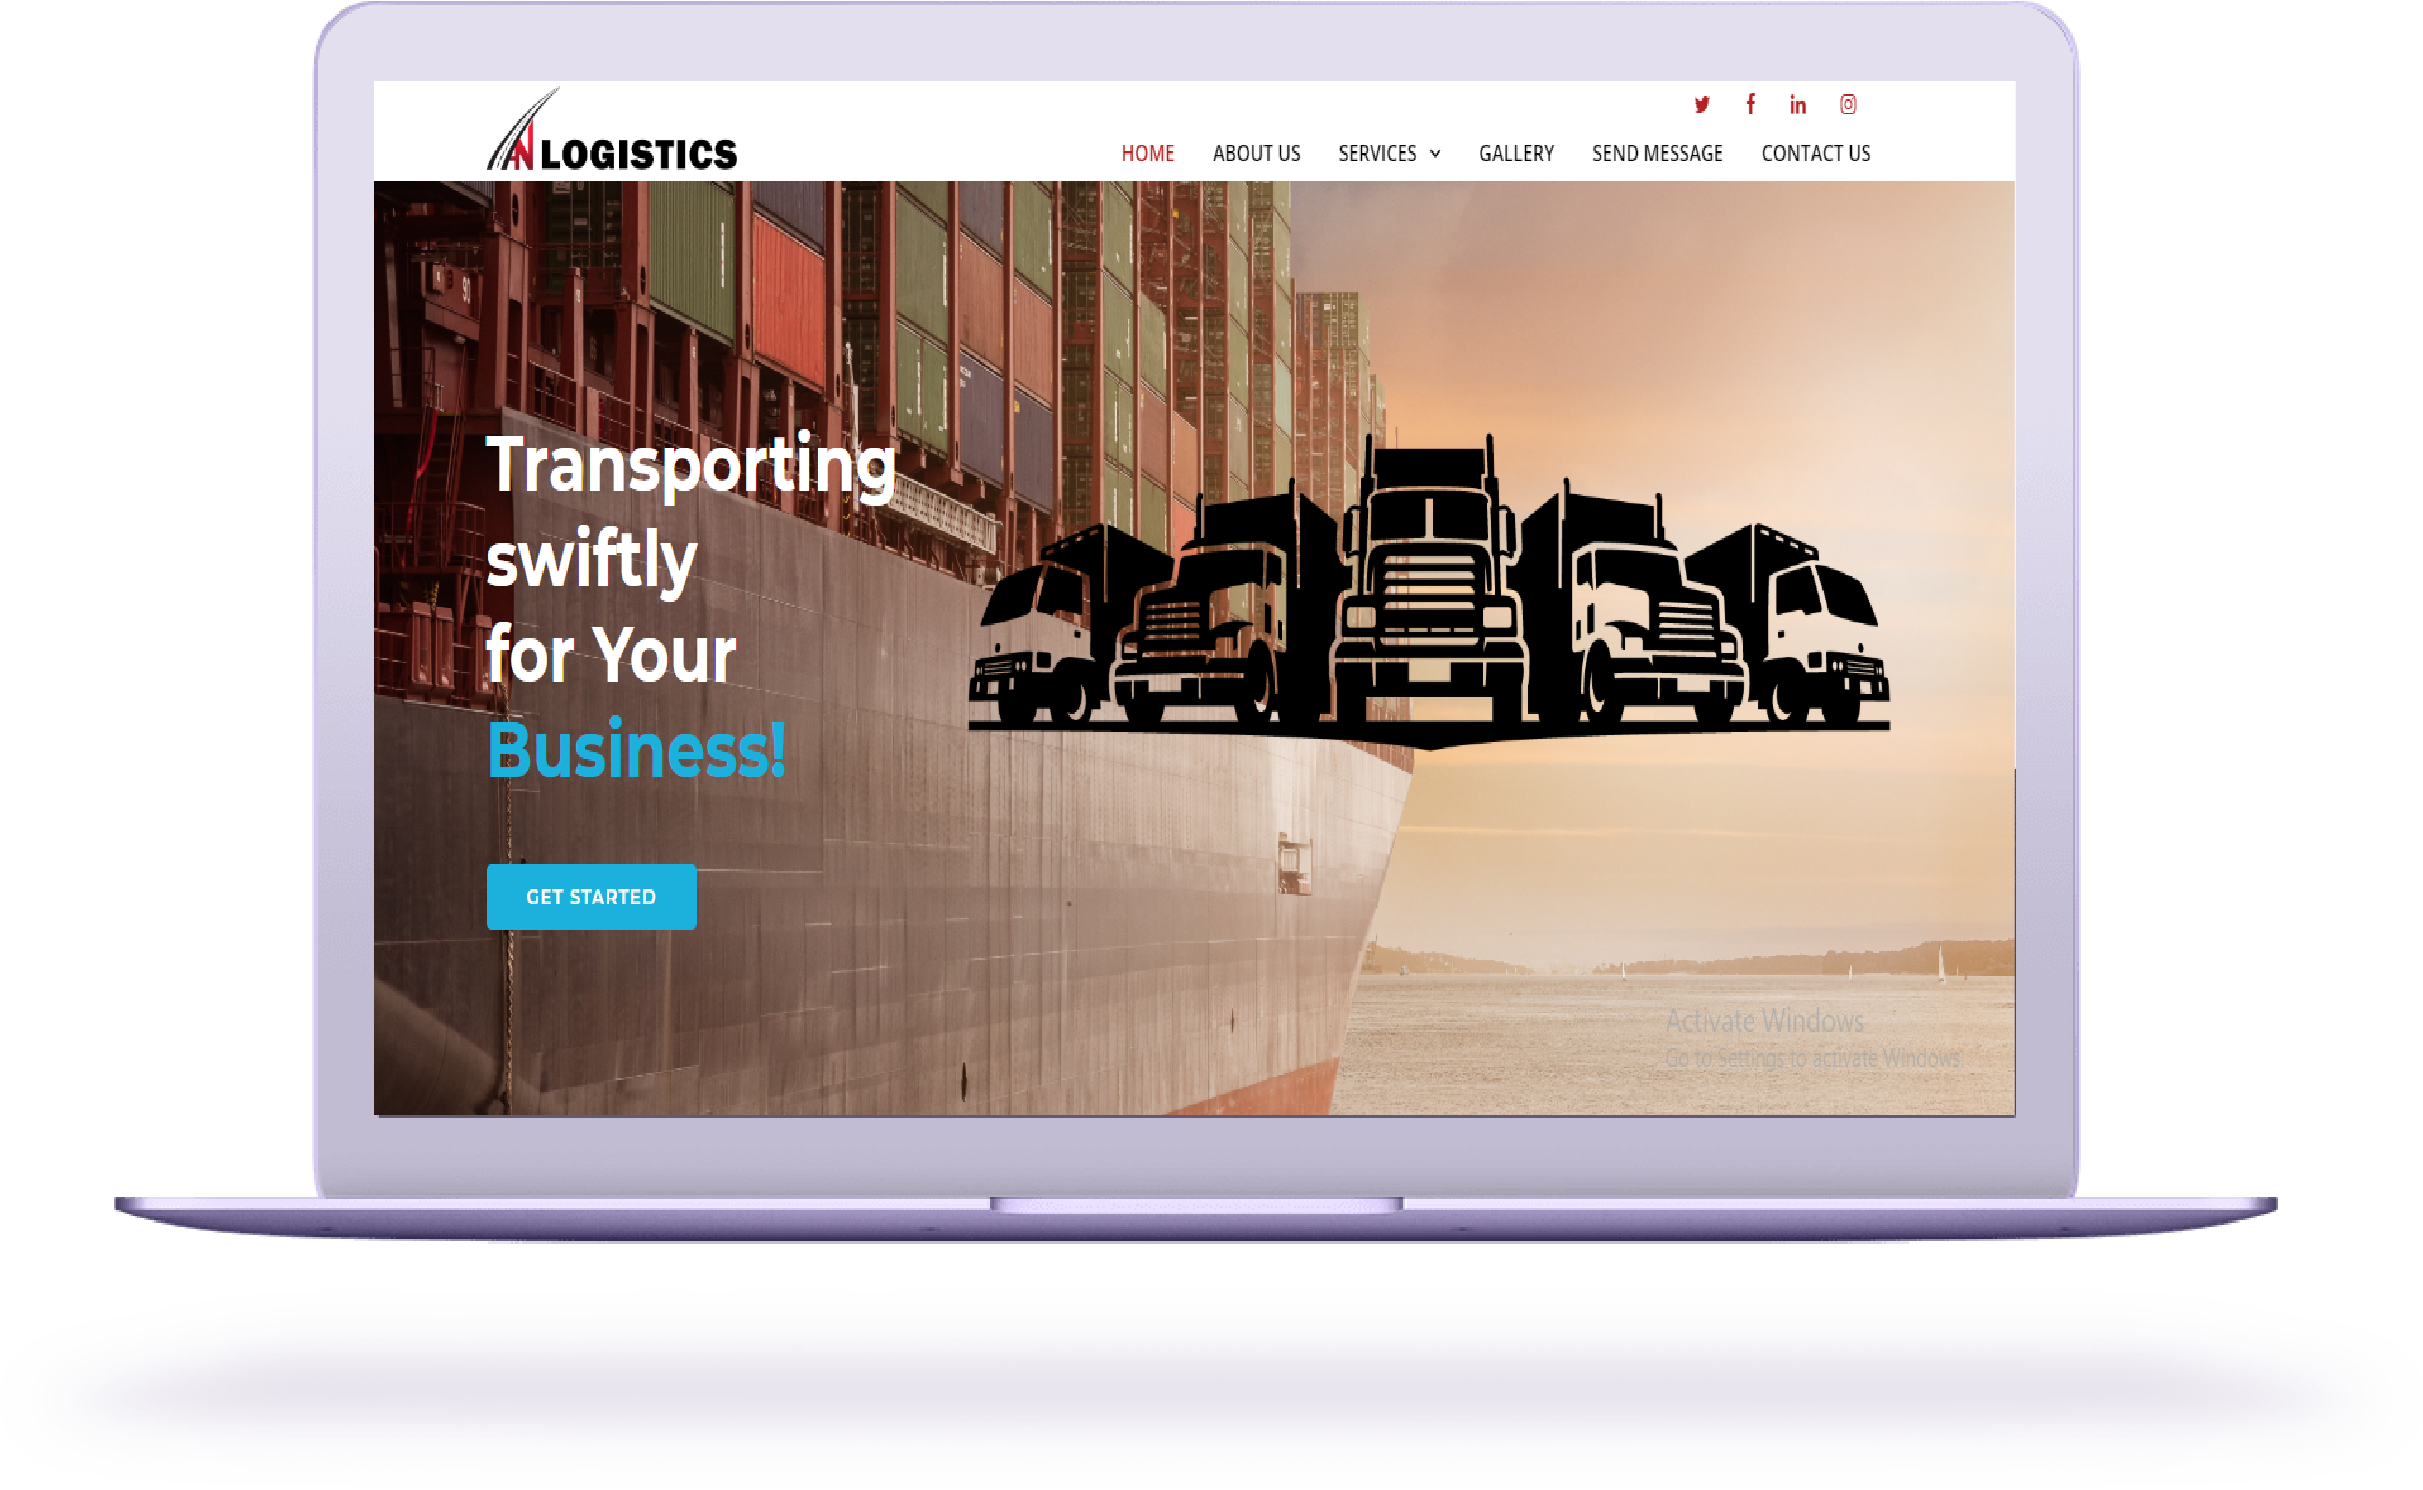 AN LOGISTICS
HOME ABOUT US SERVICES GALLERY SEND MESSAGE CONTACT US
Transporting
swiftly
for Your
Business!
GET STARTED
Activate Windows
Go to Settings to activate Windows.